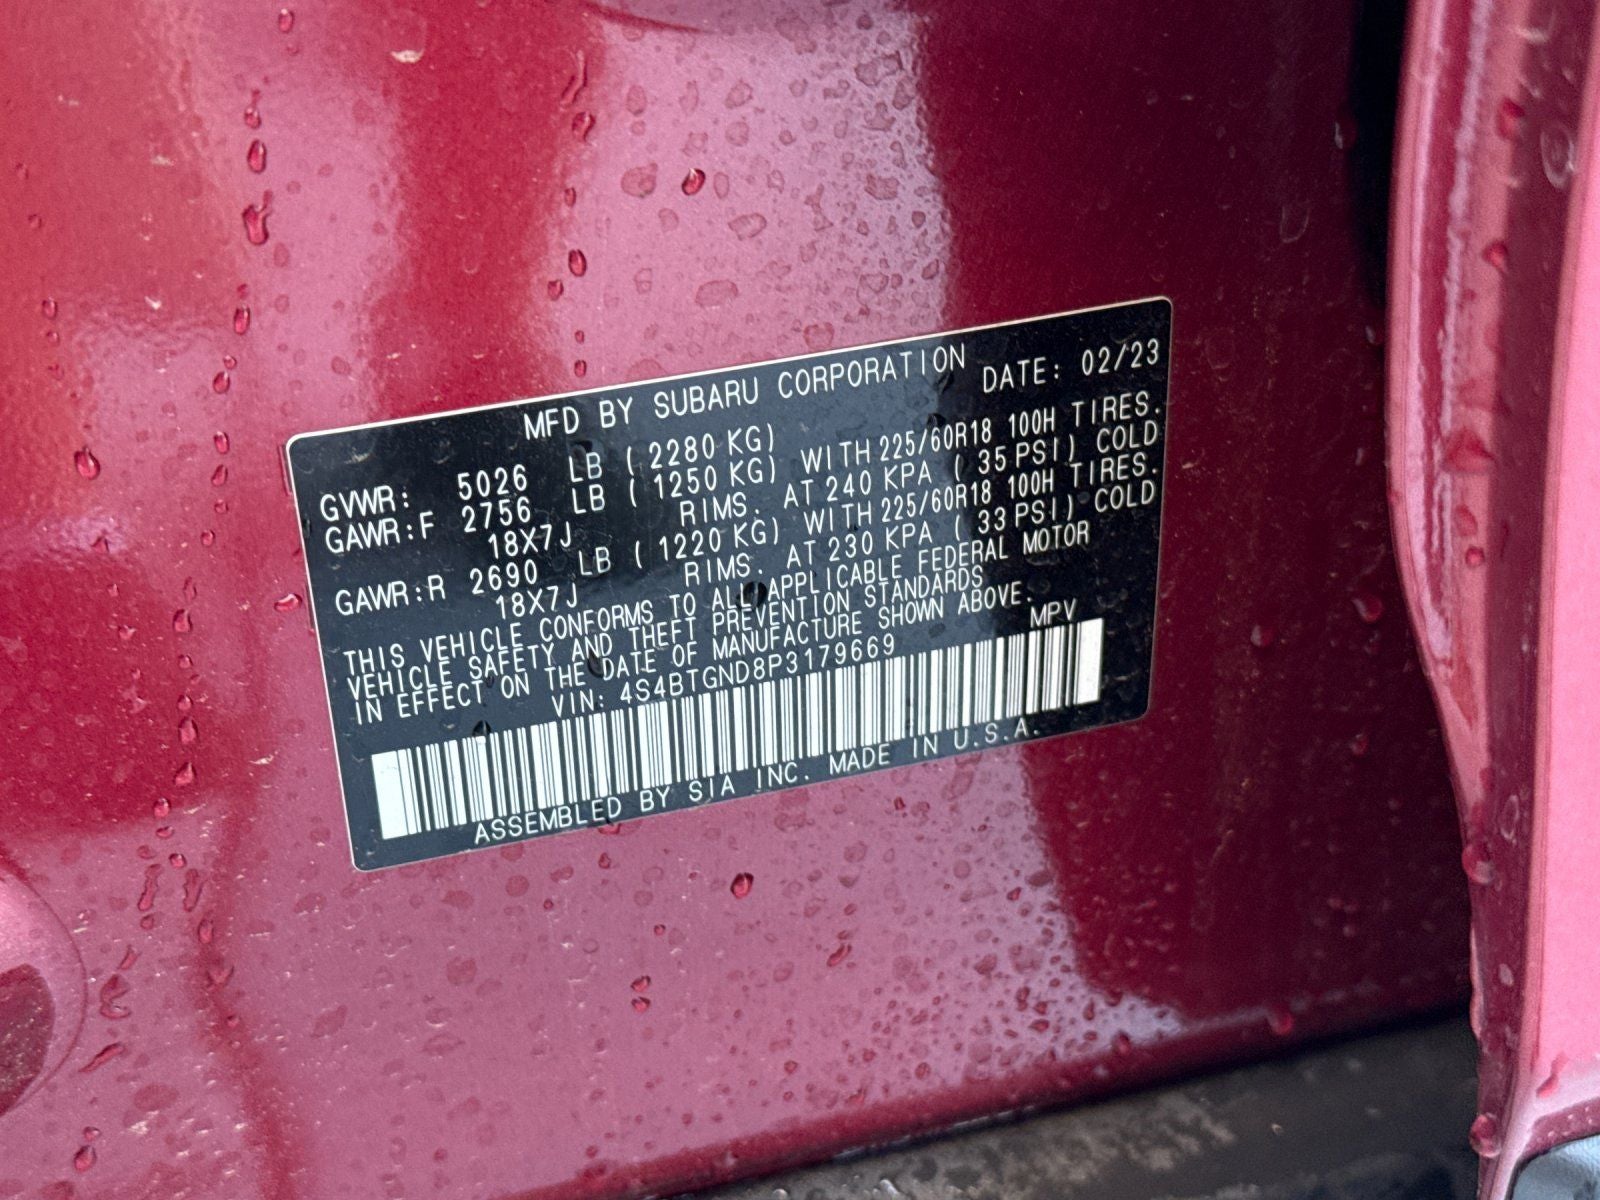 MFD BY SUBARU CORPORATION DATE: 02/23
GVWR: 5026 LB ( 2280 KG)
GAWR:F 2756 LB ( 1250 KG) WITH 225/60R18 100H TIRES.
18X7J RIMS. AT 240 KPA ( 35 PSI) COLD
GAWR:R 2690 LB ( 1220 KG) WITH 225/60R18 100H TIRES.
18X7J RIMS. AT 230 KPA ( 33 PSI) COLD
THIS VEHICLE CONFORMS TO ALL APPLICABLE FEDERAL MOTOR
VEHICLE SAFETY AND THEFT PREVENTION STANDARDS
IN EFFECT ON THE DATE OF MANUFACTURE SHOWN ABOVE.
VIN: 4S4BTGND8P3179669 MPV
ASSEMBLED BY SIA INC. MADE IN U.S.A.